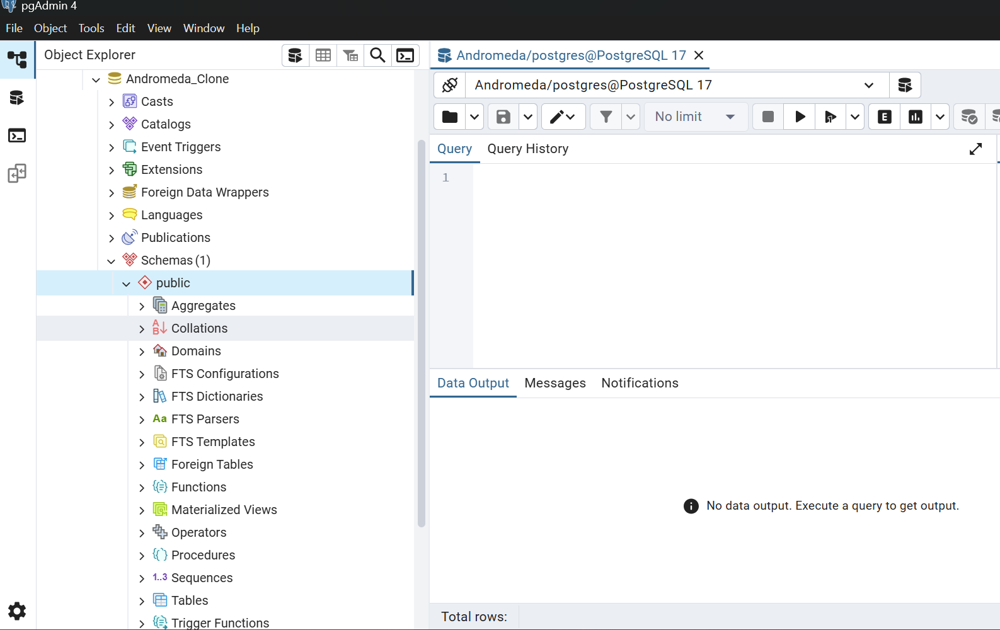 pgAdmin 4
File Object Tools Edit View Window Help
Object Explorer
Andromeda_Clone
Casts
Catalogs
Event Triggers
Extensions
Foreign Data Wrappers
Languages
Publications
Schemas (1)
public
Aggregates
Collations
Domains
FTS Configurations
FTS Dictionaries
Aa FTS Parsers
FTS Templates
Foreign Tables
Functions
Materialized Views
Operators
Procedures
1..3 Sequences
Tables
Trigger Functions
Andromeda/postgres@PostgreSQL 17
Andromeda/postgres@PostgreSQL 17
No limit
E
Query Query History
1
Data Output Messages Notifications
No data output. Execute a query to get output.
Total rows: